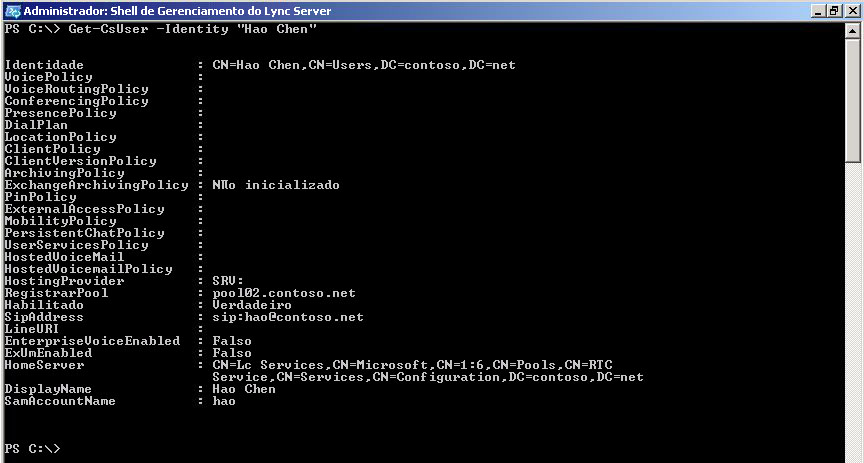 Administrador: Shell de Gerenciamento do Lync Server
PS C:\> Get-CsUser -Identity "Hao Chen"
Identidade : CN=Hao Chen,CN=Users,DC=contoso,DC=net
VoicePolicy :
VoiceRoutingPolicy :
ConferencingPolicy :
PresencePolicy :
DialPlan :
LocationPolicy :
ClientPolicy :
ClientVersionPolicy :
ArchivingPolicy :
ExchangeArchivingPolicy : NÒo inicializado
PinPolicy :
ExternalAccessPolicy :
MobilityPolicy :
PersistentChatPolicy :
UserServicesPolicy :
HostedVoiceMail :
HostedVoicemailPolicy :
HostingProvider : SRV:
RegistrarPool : pool02.contoso.net
Habilitado : Verdadeiro
SipAddress : sip:hao@contoso.net
LineURI :
EnterpriseVoiceEnabled : Falso
ExUmEnabled : Falso
HomeServer : CN=Lc Services,CN=Microsoft,CN=1:6,CN=Pools,CN=RTC
Service,CN=Services,CN=Configuration,DC=contoso,DC=net
DisplayName : Hao Chen
SamAccountName : hao
PS C:\>